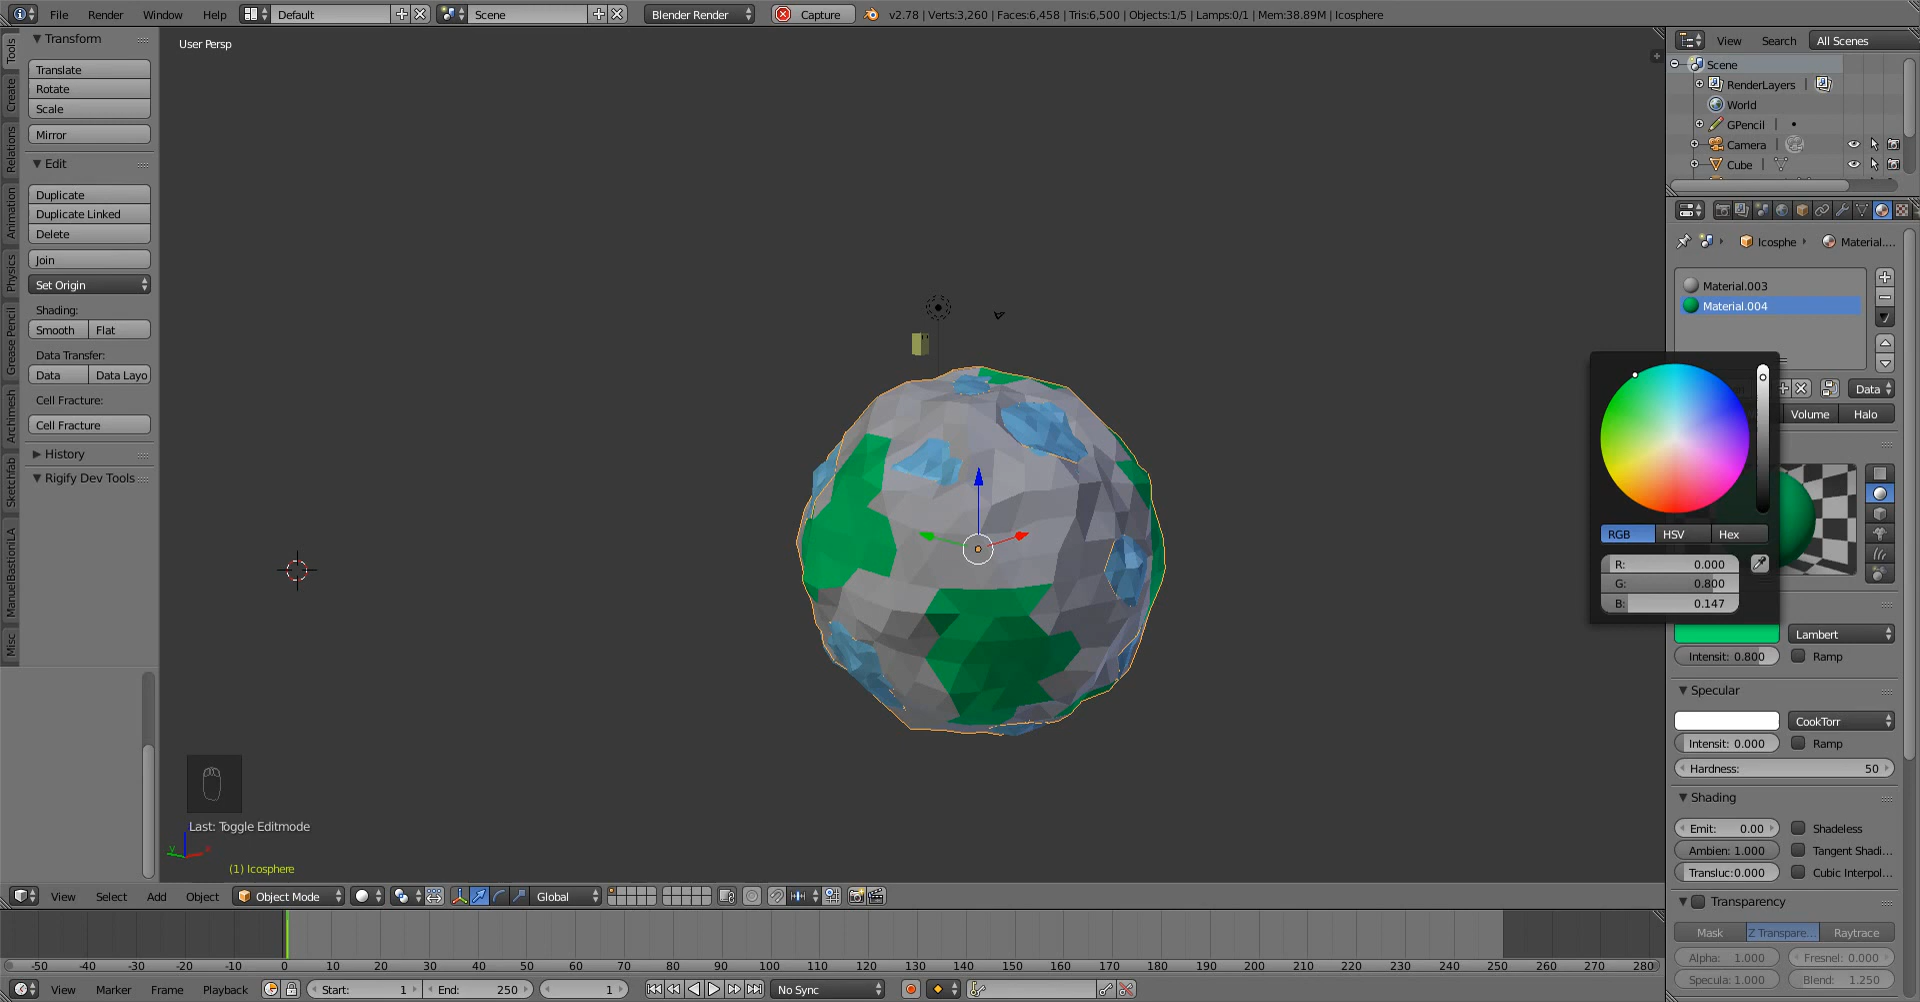 File Render Window Help Default Scene Blender Render Capture v2.78 | Verts:3,260 | Faces:6,458 | Tris:6,500 | Objects:1/5 | Lamps:0/1 | Mem:38.89M | Icosphere
Tools
Create
Relations
Animation
Physics
Grease Pencil
Archimesh
Sketchfab
ManuelBastioniLA
Misc
Transform
Translate
Rotate
Scale
Mirror
Edit
Duplicate
Duplicate Linked
Delete
Join
Set Origin
Shading:
Smooth Flat
Data Transfer:
Data Data Layo
Cell Fracture:
Cell Fracture
History
Rigify Dev Tools
User Persp
Last: Toggle Editmode
(1) Icosphere
View Search All Scenes
Scene
RenderLayers |
World
GPencil |
Camera |
Cube |
Icosphe Material....
Material.003
Material.004
Data
Volume Halo
RGB HSV Hex
R: 0.000
G: 0.800
B: 0.147
Lambert
Intensit: 0.800 Ramp
Specular
CookTorr
Intensit: 0.000 Ramp
Hardness: 50
Shading
Emit: 0.00 Shadeless
Ambien: 1.000 Tangent Shadi...
Transluc:0.000 Cubic Interpol...
Transparency
Mask Z Transpare... Raytrace
Alpha: 1.000 Fresnel: 0.000
Specula: 1.000 Blend: 1.250
View Select Add Object Object Mode Global
-50 -40 -30 -20 -10 0 10 20 30 40 50 60 70 80 90 100 110 120 130 140 150 160 170 180 190 200 210 220 230 240 250 260 270 280
View Marker Frame Playback Start: 1 End: 250 1 No Sync